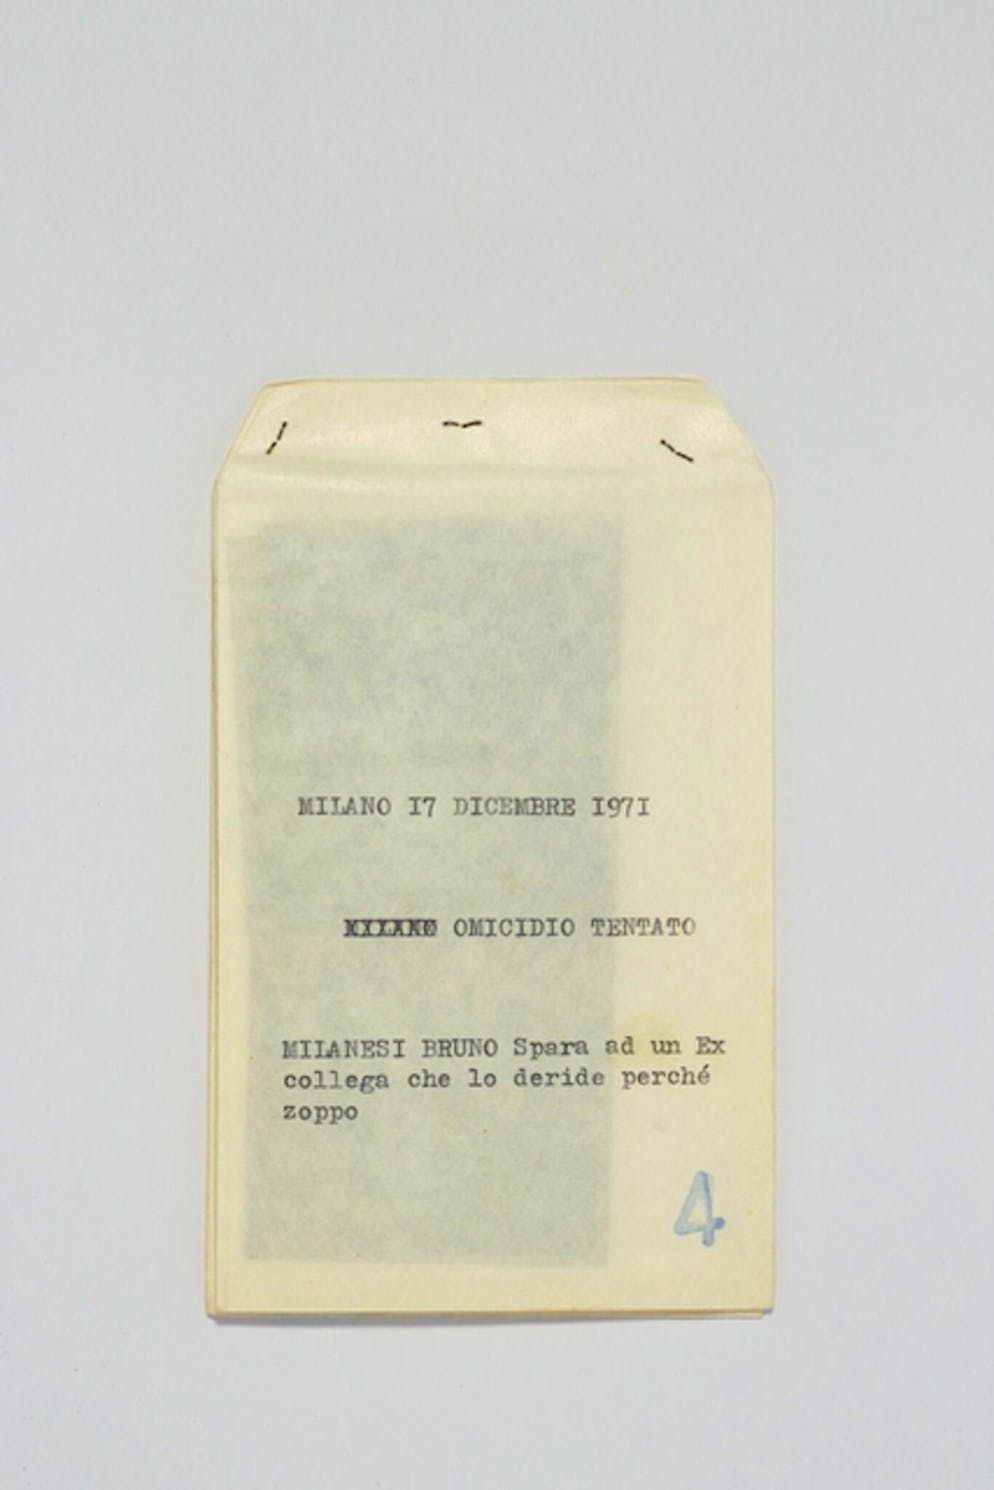 MILANO I7 DICEMBRE I97I
MILANO OMICIDIO TENTATO
MILANESI BRUNO Spara ad un Ex
collega che lo deride perché
zoppo
4